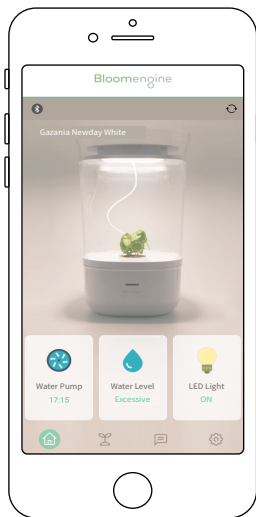 Bloomengine
Gazania Newday White
Water Pump
17:15
Water Level
Excessive
LED Light
ON